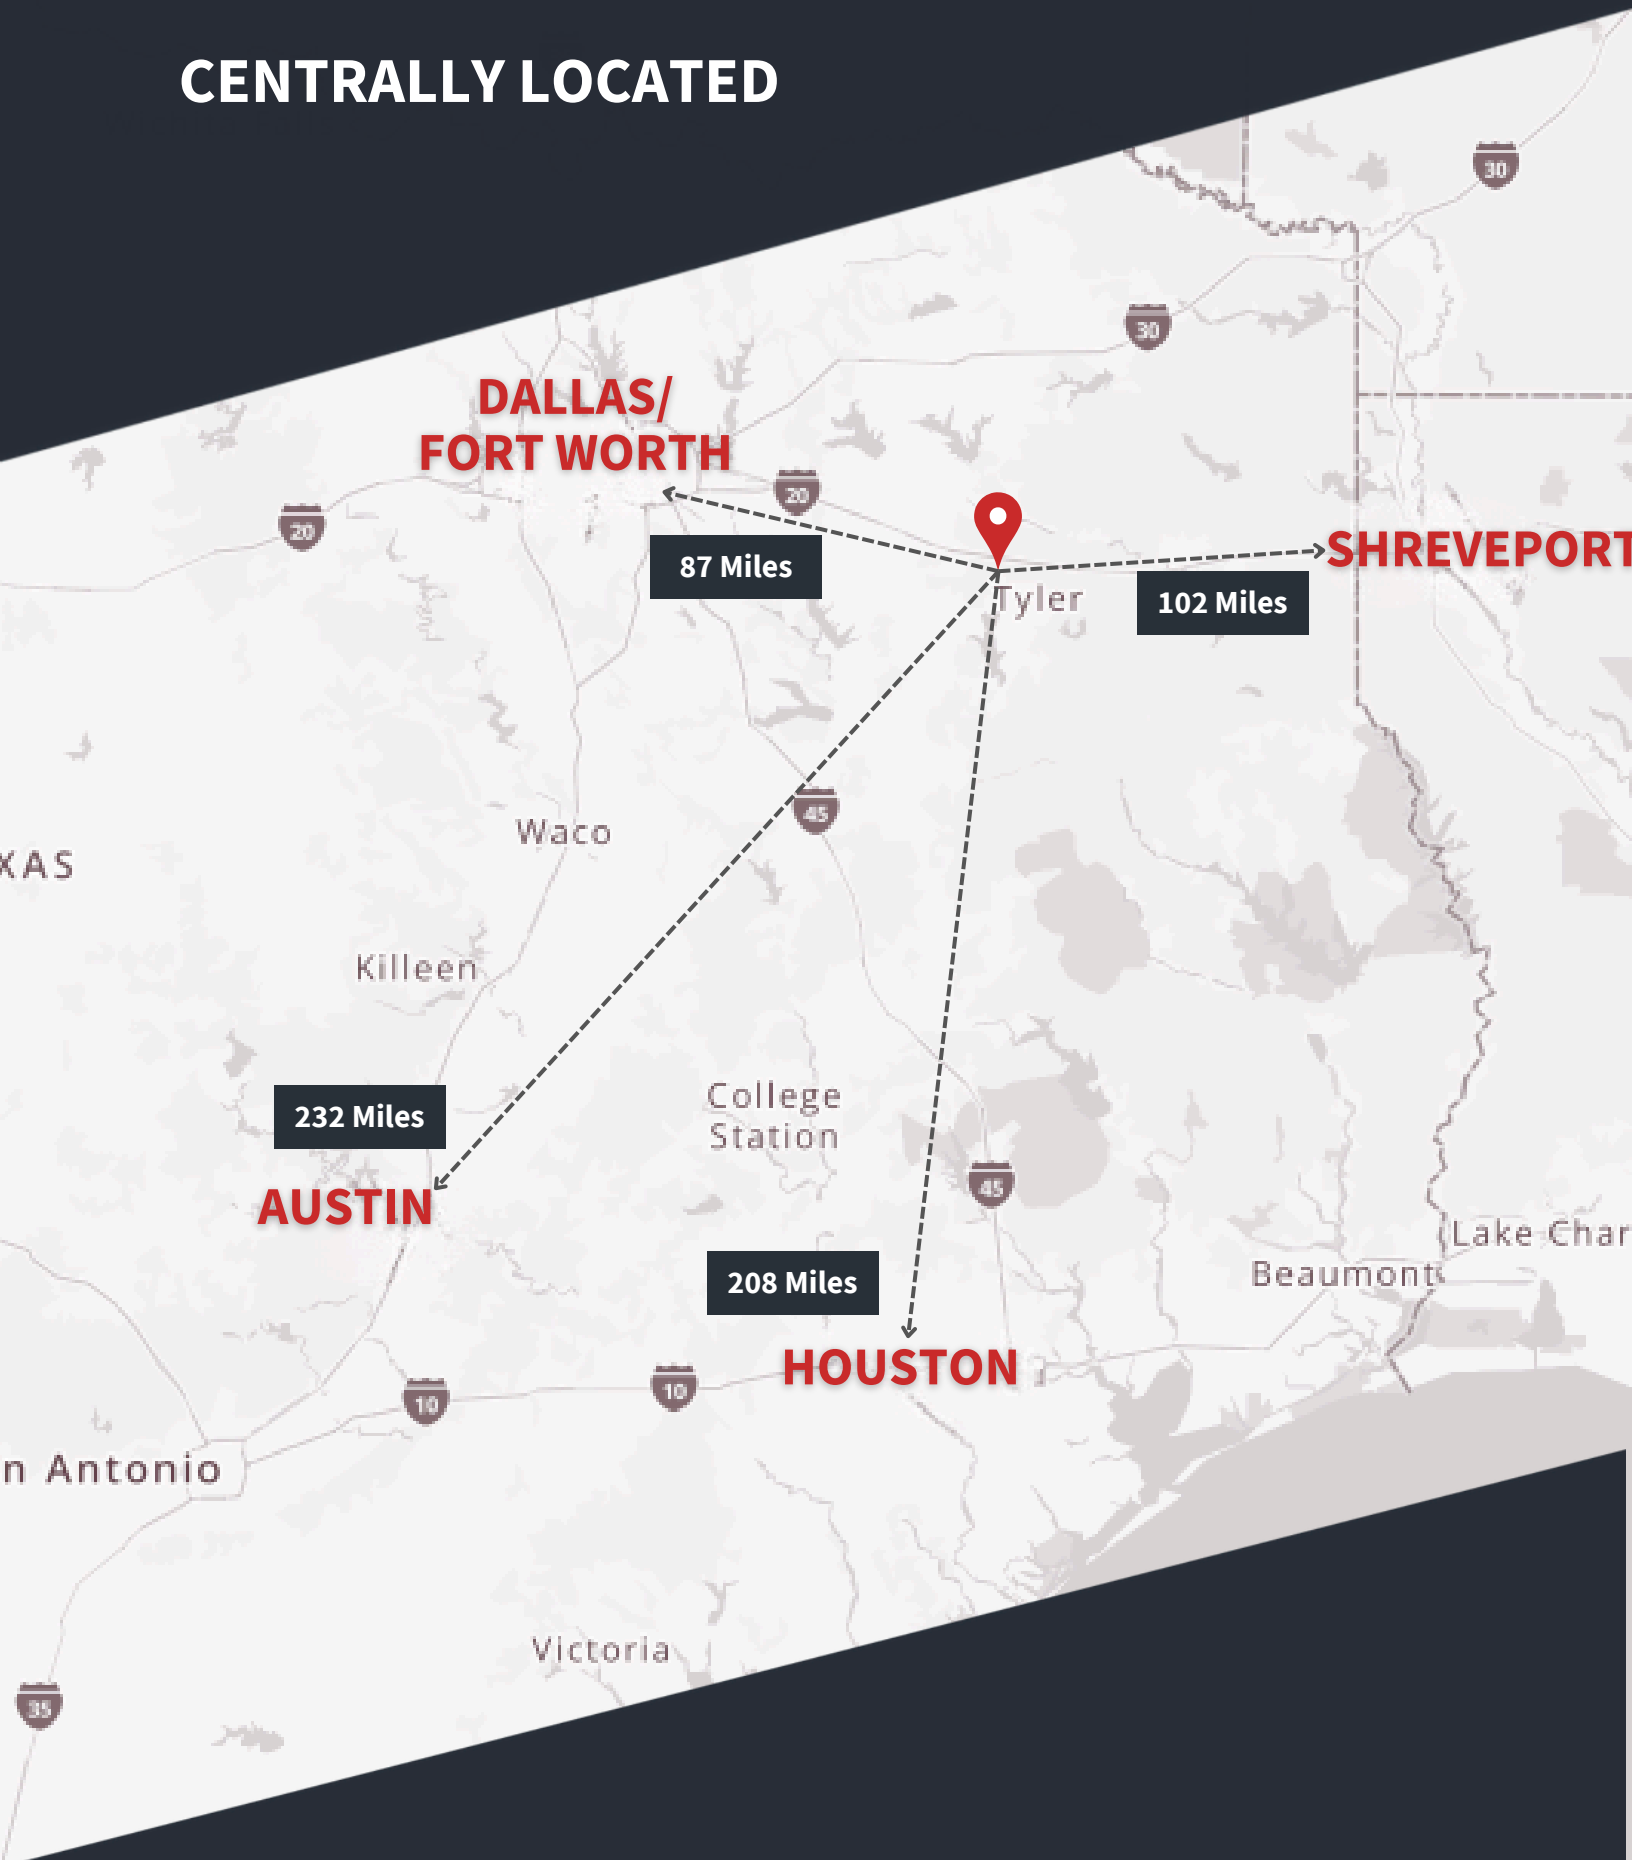 CENTRALLY LOCATED
30
30
DALLAS/
FORT WORTH
20
20
SHREVEPORT
87 Miles
102 Miles
Tyler
45
Waco
XAS
Killeen
College
Station
232 Miles
45
AUSTIN
Lake Char
Beaumont
208 Miles
HOUSTON
10
10
n Antonio
Victoria
35